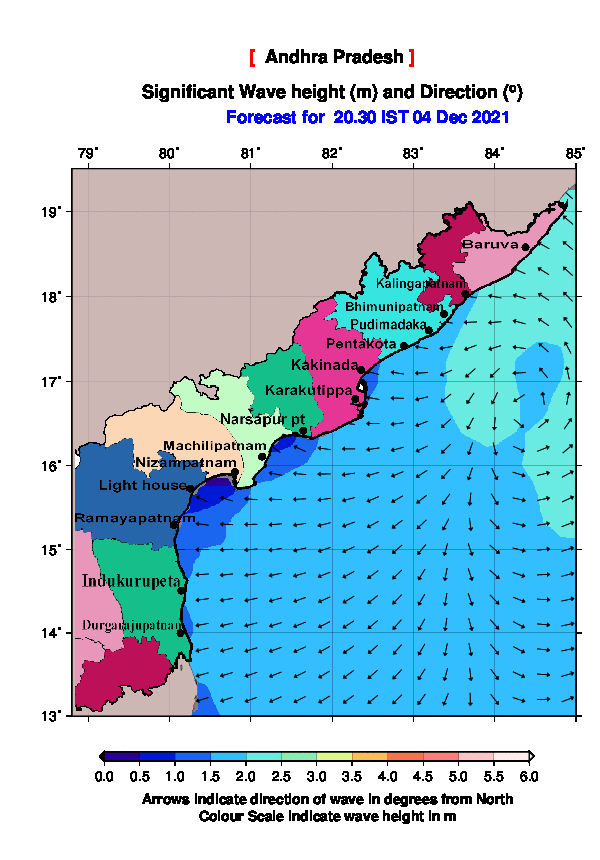 [ Andhra Pradesh ]
Significant Wave height (m) and Direction (º)
Forecast for 20.30 IST 04 Dec 2021
79° 80° 81° 82° 83° 84° 85°
19°
Baruva
Kalingapatnam
18°
Bhimunipatnam
Pudimadaka
Pentakota
Kakinada
17°
Karakutippa
Narsapur pt
Machilipatnam
16°
Nizampatnam
Light house
Ramayapatnam
15°
Indukurupeta
Durgarajupatnam
14°
13°
0.0 0.5 1.0 1.5 2.0 2.5 3.0 3.5 4.0 4.5 5.0 5.5 6.0
Arrows indicate direction of wave in degrees from North
Colour Scale indicate wave height in m